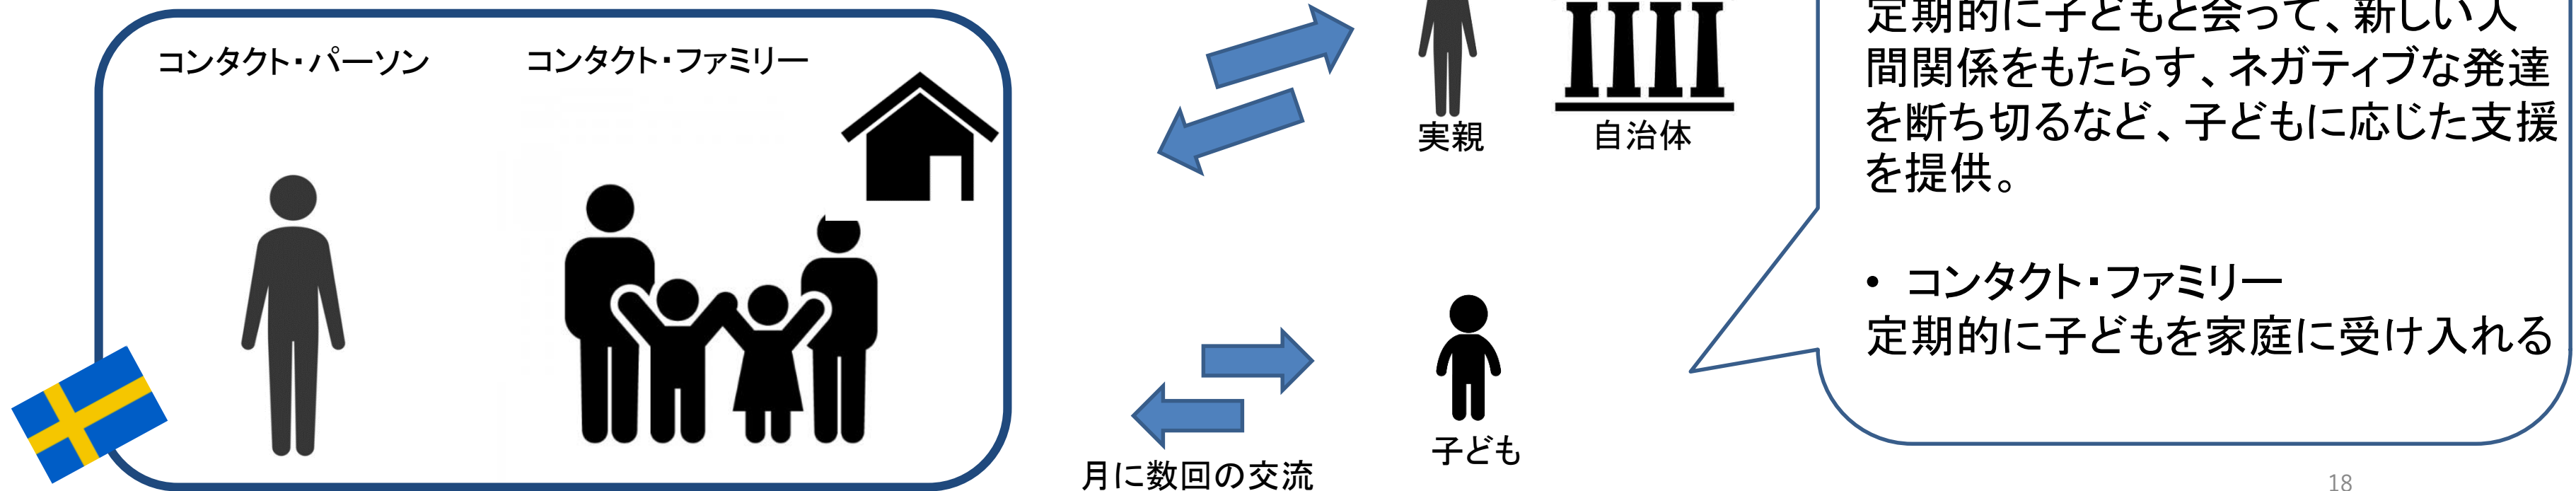 コンタクト・パーソン
コンタクト・ファミリー
実親
自治体
月に数回の交流
子ども
定期的に子どもと会って、新しい人
間関係をもたらす、ネガティブな発達
を断ち切るなど、子どもに応じた支援
を提供。
• コンタクト・ファミリー
定期的に子どもを家庭に受け入れる
18